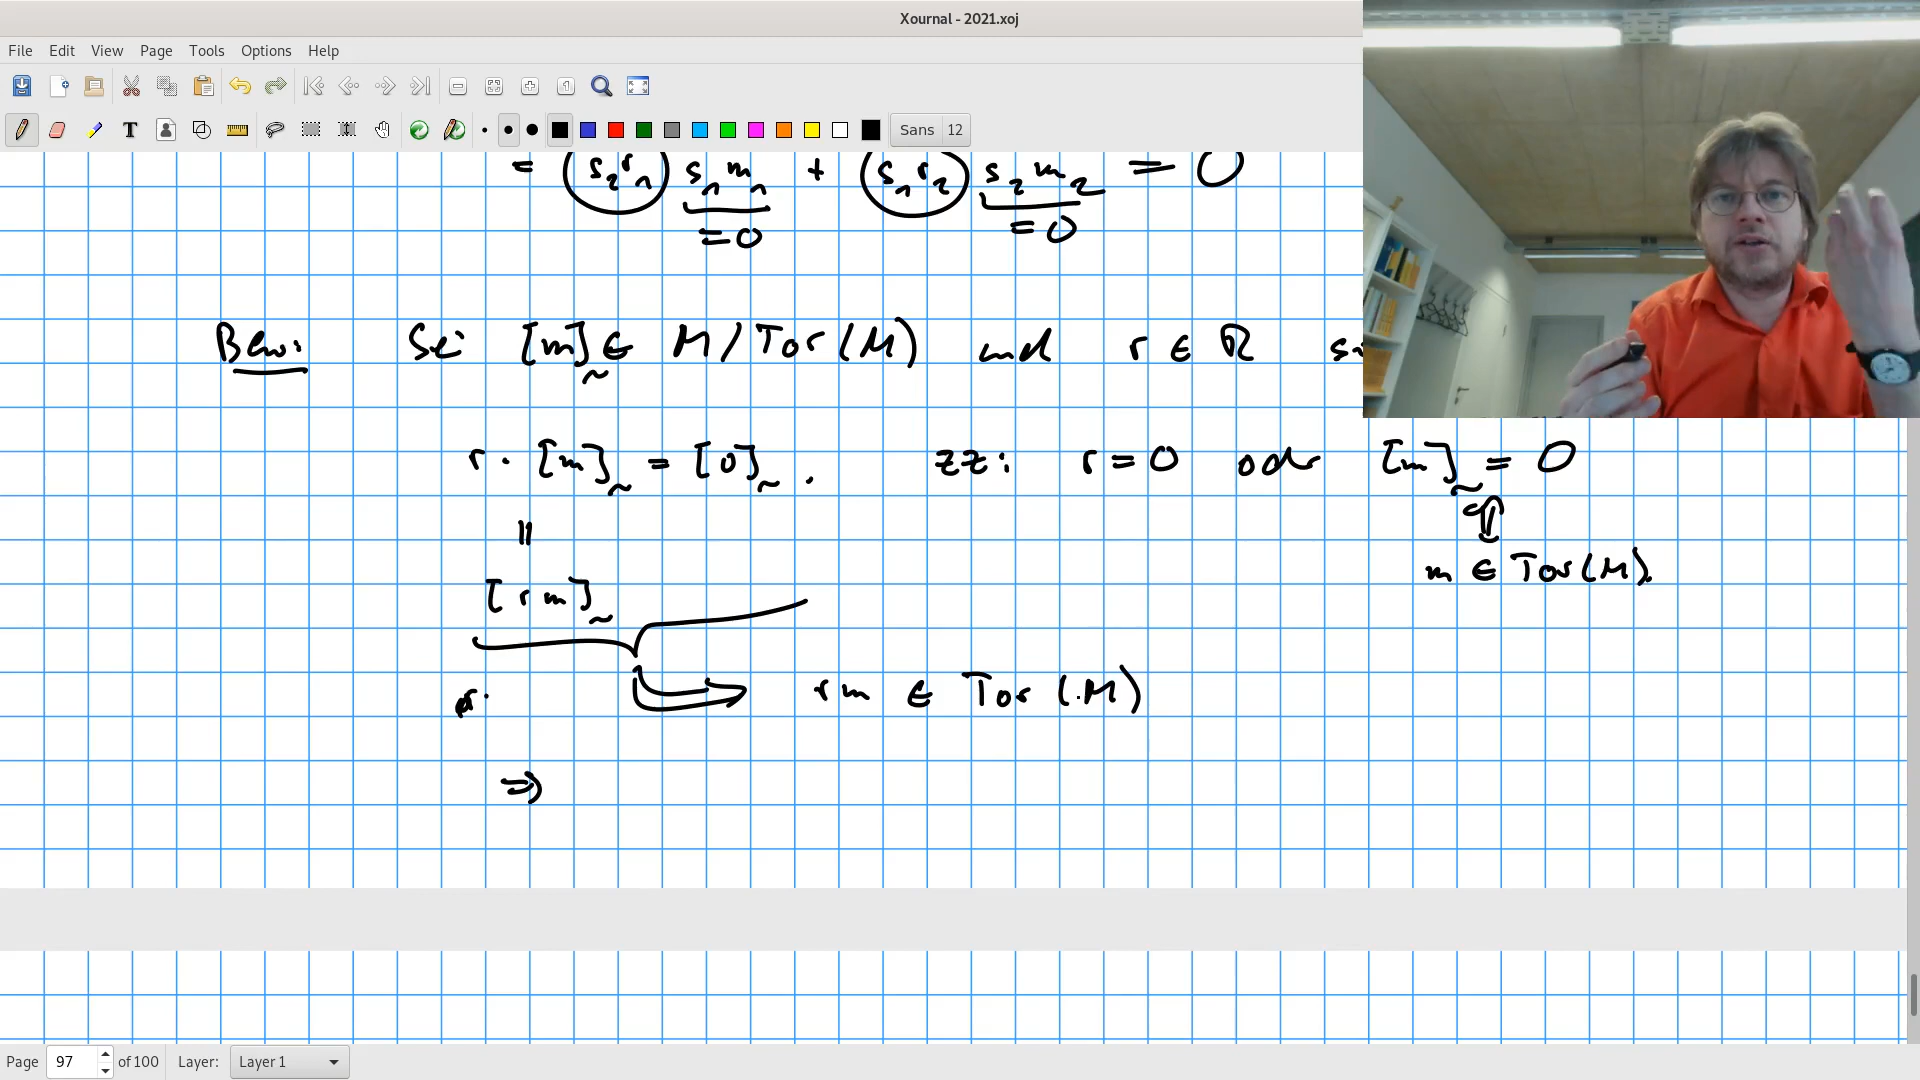 Xournal - 2021.xoj
File Edit View Page Tools Options Help
T Sans 12
= s₂r₁ s₁m₁ + s₁r₂ s₂m₂ = 0
=0 =0
Bew: Sei [m]~ ∈ M/Tor(M) und r ∈ R
r · [m]~ = [0]~ . zz: r = 0 oder [m]~ = 0
||
⇕
m ∈ Tor(M).
[rm]~
⇒ rm ∈ Tor(M)
⇒
Page 97 of 100 Layer: Layer 1